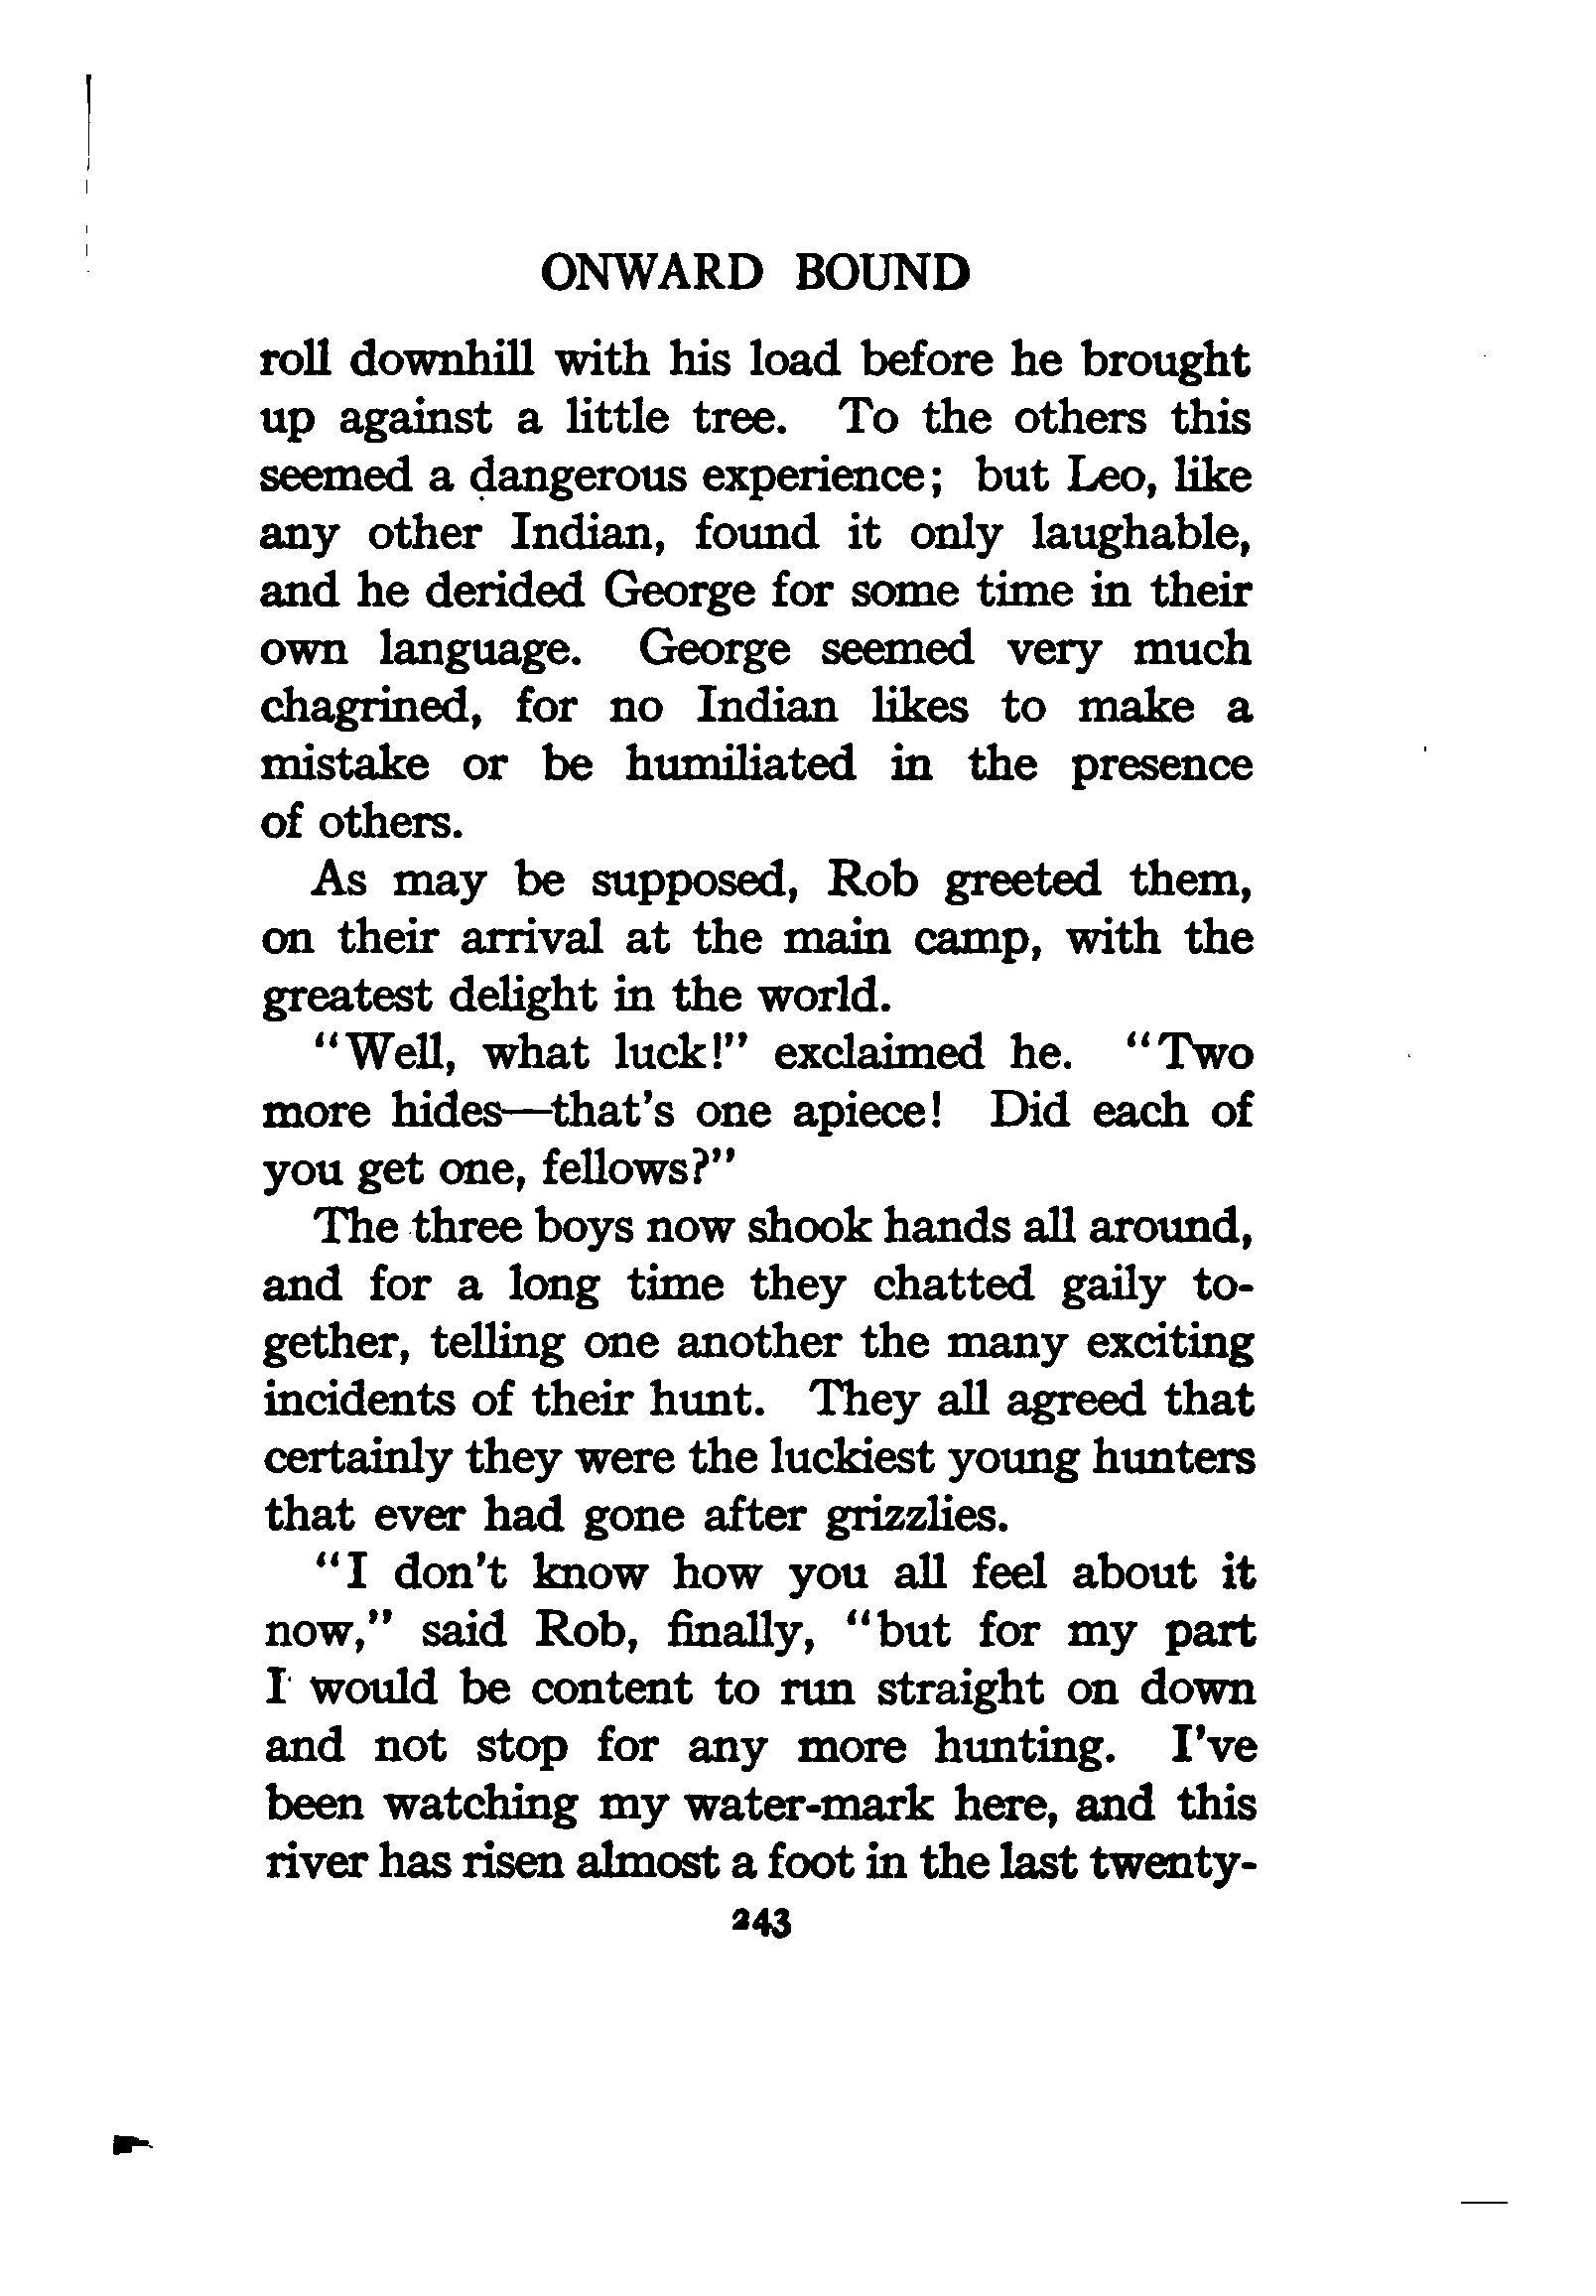 ONWARD BOUND
roll downhill with his load before he brought
up against a little tree. To the others this
seemed a dangerous experience; but Leo, like
any other Indian, found it only laughable,
and he derided George for some time in their
own language. George seemed very much
chagrined, for no Indian likes to make a
mistake or be humiliated in the presence
of others.
As may be supposed, Rob greeted them,
on their arrival at the main camp, with the
greatest delight in the world.
"Well, what luck!" exclaimed he. "Two
more hides—that's one apiece! Did each of
you get one, fellows?"
The three boys now shook hands all around,
and for a long time they chatted gaily to-
gether, telling one another the many exciting
incidents of their hunt. They all agreed that
certainly they were the luckiest young hunters
that ever had gone after grizzlies.
"I don't know how you all feel about it
now," said Rob, finally, "but for my part
I would be content to run straight on down
and not stop for any more hunting. I've
been watching my water-mark here, and this
river has risen almost a foot in the last twenty-
243